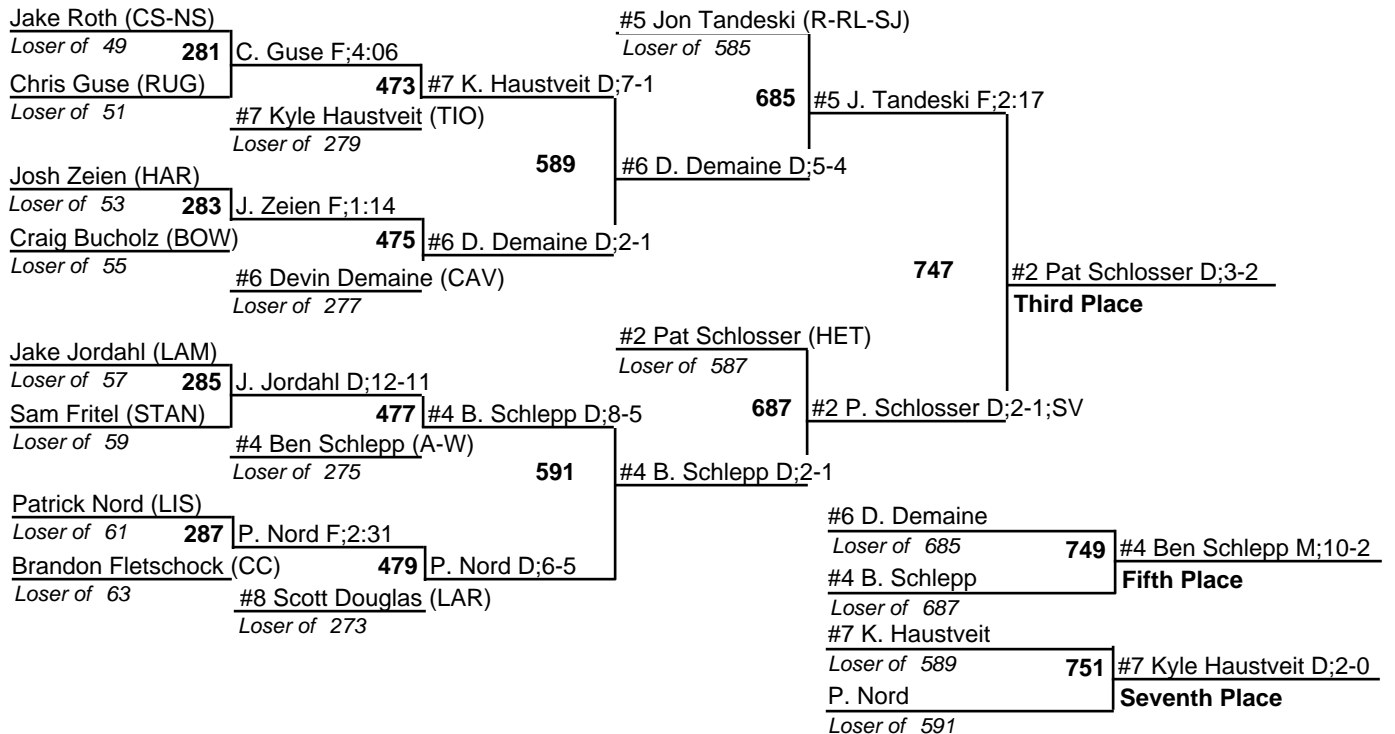 Jake Roth (CS-NS)
Loser of 49
281
C. Guse F;4:06
Chris Guse (RUG)
Loser of 51
473
#7 K. Haustveit D;7-1
#7 Kyle Haustveit (TIO)
Loser of 279
589
Josh Zeien (HAR)
Loser of 53
283
J. Zeien F;1:14
Craig Bucholz (BOW)
Loser of 55
475
#6 D. Demaine D;2-1
#6 Devin Demaine (CAV)
Loser of 277
#5 Jon Tandeski (R-RL-SJ)
Loser of 585
685
#5 J. Tandeski F;2:17
#6 D. Demaine D;5-4
747
#2 Pat Schlosser D;3-2
Third Place
Jake Jordahl (LAM)
Loser of 57
285
J. Jordahl D;12-11
Sam Fritel (STAN)
Loser of 59
477
#4 B. Schlepp D;8-5
#4 Ben Schlepp (A-W)
Loser of 275
591
Patrick Nord (LIS)
Loser of 61
287
P. Nord F;2:31
Brandon Fletschock (CC)
Loser of 63
479
P. Nord D;6-5
#8 Scott Douglas (LAR)
Loser of 273
#2 Pat Schlosser (HET)
Loser of 587
687
#2 P. Schlosser D;2-1;SV
#4 B. Schlepp D;2-1
#6 D. Demaine
Loser of 685
749
#4 Ben Schlepp M;10-2
#4 B. Schlepp
Fifth Place
Loser of 687
#7 K. Haustveit
Loser of 589
751
#7 Kyle Haustveit D;2-0
P. Nord
Seventh Place
Loser of 591